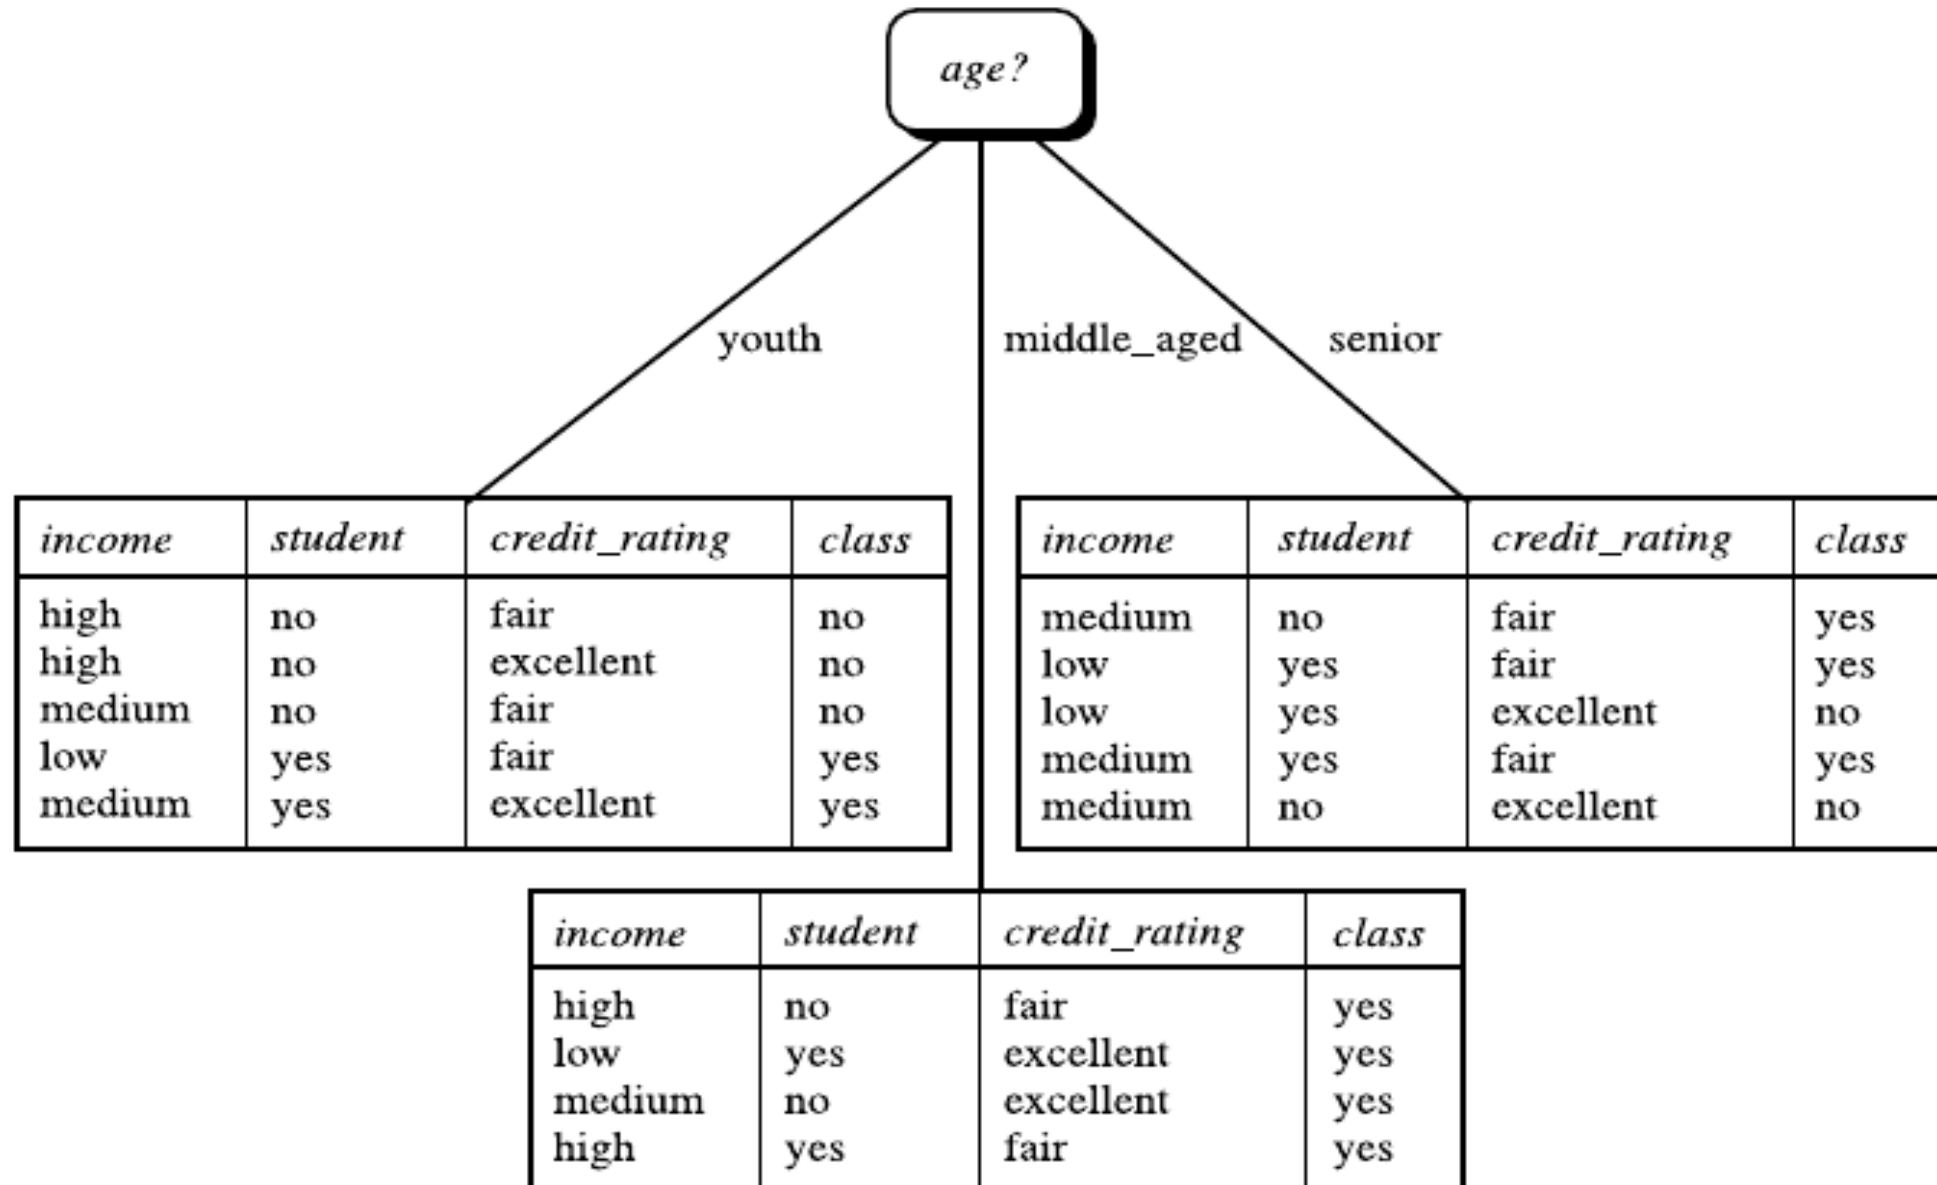 age?
youth middle_aged senior
income student credit_rating class
high no fair no
high no excellent no
medium no fair no
low yes fair yes
medium yes excellent yes
income student credit_rating class
medium no fair yes
low yes fair yes
low yes excellent no
medium yes fair yes
medium no excellent no
income student credit_rating class
high no fair yes
low yes excellent yes
medium no excellent yes
high yes fair yes